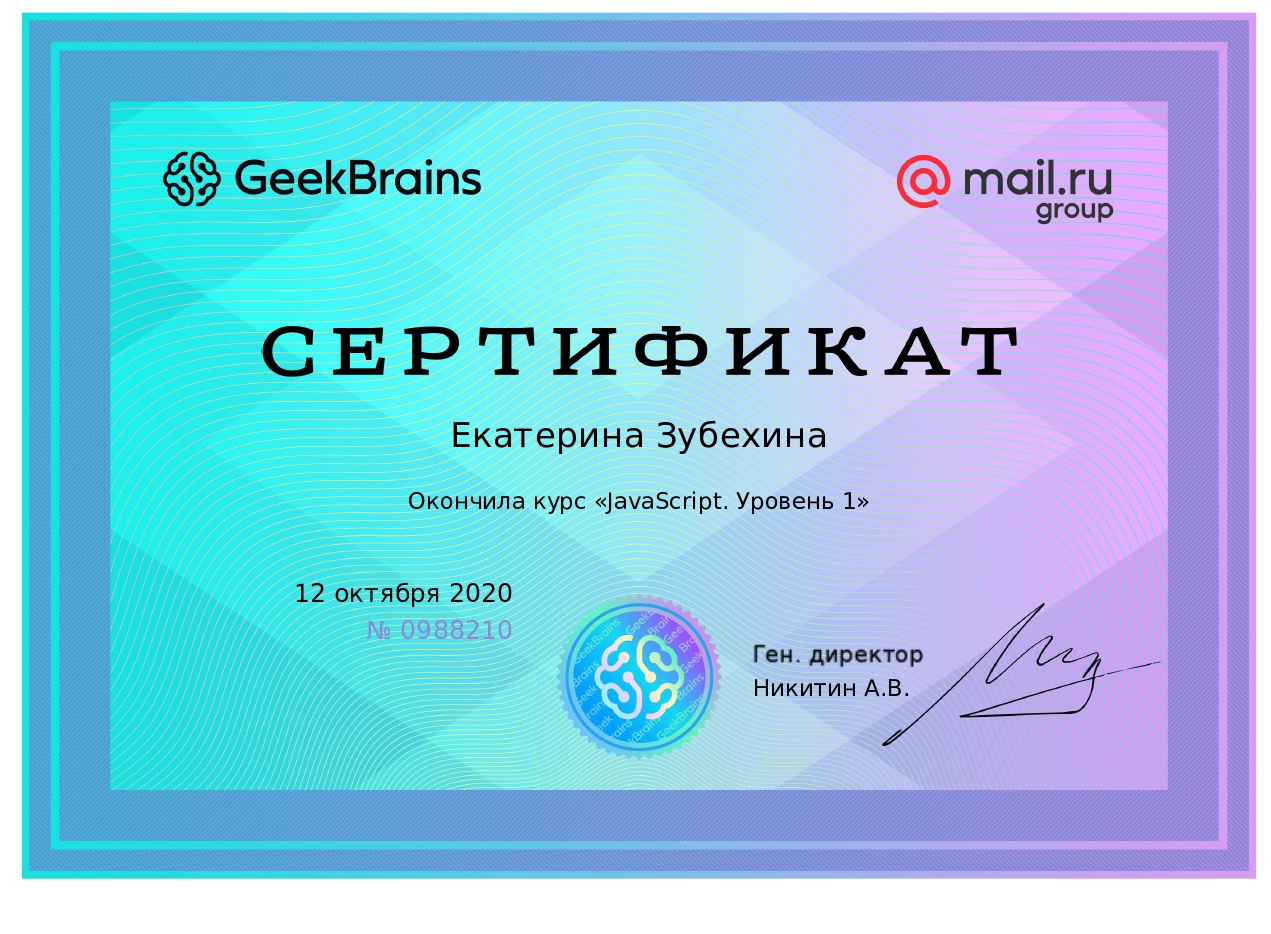 GeekBrains
@mail.ru
group
СЕРТИФИКАТ
Екатерина Зубехина
Окончила курс «JavaScript. Уровень 1»
12 октября 2020
№ 0988210
Ген. директор
Никитин А.В.